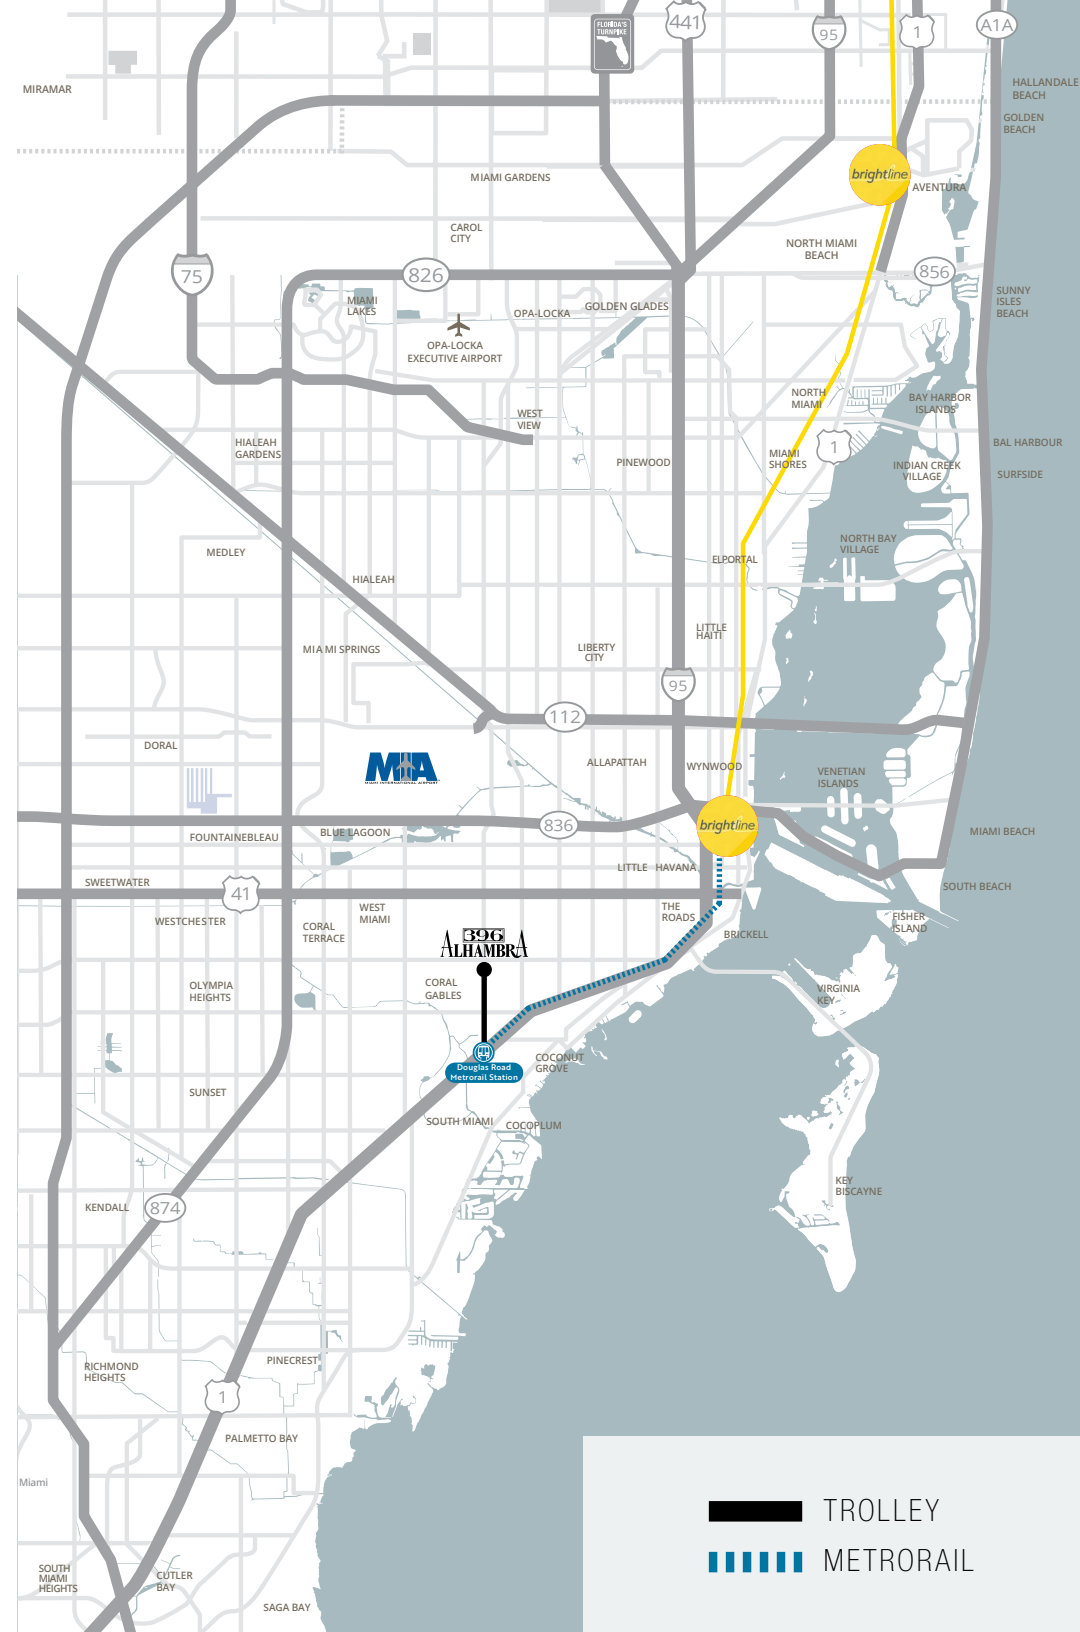 FLORIDA'S
TURNPIKE
441
95
1
A1A
MIRAMAR
HALLANDALE
BEACH
GOLDEN
BEACH
MIAMI GARDENS
brightline
AVENTURA
CAROL
CITY
NORTH MIAMI
BEACH
75
826
856
MIAMI
LAKES
GOLDEN GLADES
OPA-LOCKA
SUNNY
ISLES
BEACH
OPA-LOCKA
EXECUTIVE AIRPORT
NORTH
MIAMI
BAY HARBOR
ISLANDS
WEST
VIEW
HIALEAH
GARDENS
1
BAL HARBOUR
PINEWOOD
MIAMI
SHORES
INDIAN CREEK
VILLAGE
SURFSIDE
MEDLEY
NORTH BAY
VILLAGE
ELPORTAL
HIALEAH
LITTLE
HAITI
MIA MI SPRINGS
LIBERTY
CITY
95
112
DORAL
MIA
MIAMI INTERNATIONAL AIRPORT
ALLAPATTAH
WYNWOOD
VENETIAN
ISLANDS
836
brightline
FOUNTAINEBLEAU
BLUE LAGOON
MIAMI BEACH
LITTLE HAVANA
SWEETWATER
41
SOUTH BEACH
WESTCHESTER
WEST
MIAMI
THE
ROADS
FISHER
ISLAND
CORAL
TERRACE
396
ALHAMBRA
BRICKELL
OLYMPIA
HEIGHTS
CORAL
GABLES
VIRGINIA
KEY
COCONUT
GROVE
Douglas Road
Metrorail Station
SUNSET
SOUTH MIAMI
COCOPLUM
KEY
BISCAYNE
KENDALL
874
RICHMOND
HEIGHTS
PINECREST
1
PALMETTO BAY
Miami
TROLLEY
METRORAIL
SOUTH
MIAMI
HEIGHTS
CUTLER
BAY
SAGA BAY